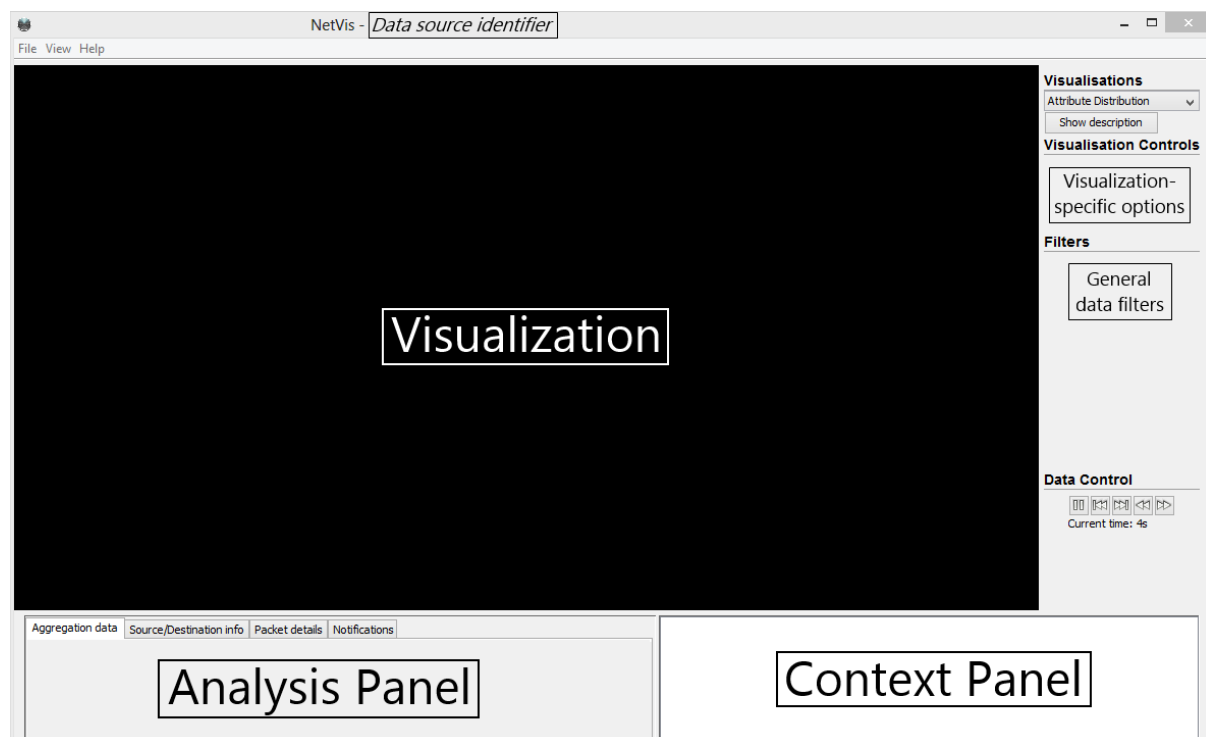 NetVis - Data source identifier
File View Help
Visualisations
Attribute Distribution
Show description
Visualisation Controls
Visualization-
specific options
Filters
General
data filters
Visualization
Data Control
Current time: 4s
Aggregation data Source/Destination info Packet details Notifications
Analysis Panel
Context Panel